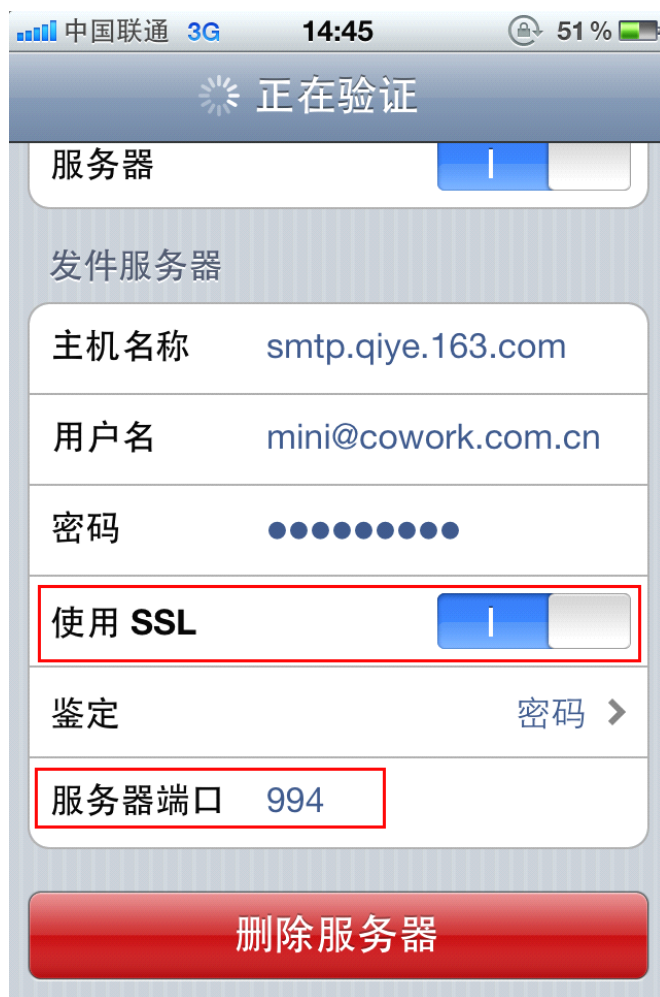 中国联通 3G 14:45 51%
正在验证
服务器
发件服务器
主机名称 smtp.qiye.163.com
用户名 mini@cowork.com.cn
密码 ●●●●●●●●●
使用 SSL
鉴定 密码
服务器端口 994
删除服务器